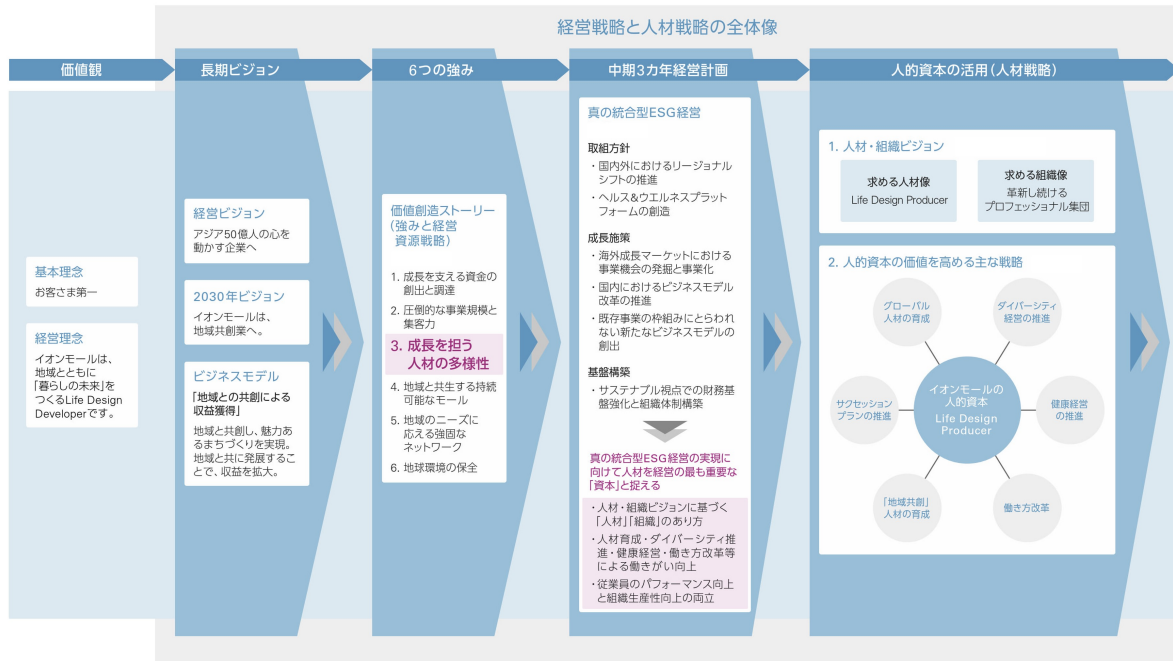 経営戦略と人材戦略の全体像
価値観
長期ビジョン
6つの強み
中期3カ年経営計画
人的資本の活用（人材戦略）
基本理念
お客さま第一
経営理念
イオンモールは、
地域とともに
「暮らしの未来」を
つくるLife Design
Developerです。
経営ビジョン
アジア50億人の心を
動かす企業へ
2030年ビジョン
イオンモールは、
地域共創業へ。
ビジネスモデル
「地域との共創による
収益獲得」
地域と共創し、魅力あ
るまちづくりを実現。
地域と共に発展するこ
とで、収益を拡大。
価値創造ストーリー
（強みと経営
資源戦略）
1. 成長を支える資金の
創出と調達
2. 圧倒的な事業規模と
集客力
3. 成長を担う
人材の多様性
4. 地域と共生する持続
可能なモール
5. 地域のニーズに
応える強固な
ネットワーク
6. 地球環境の保全
真の統合型ESG経営
取組方針
・国内外におけるリージョナル
シフトの推進
・ヘルス&ウエルネスプラット
フォームの創造
成長施策
・海外成長マーケットにおける
事業機会の発掘と事業化
・国内におけるビジネスモデル
改革の推進
・既存事業の枠組みにとらわれ
ない新たなビジネスモデルの
創出
基盤構築
・サステナブル視点での財務基
盤強化と組織体制構築
真の統合型ESG経営の実現に
向けて人材を経営の最も重要な
「資本」と捉える
・人材・組織ビジョンに基づく
「人材」「組織」のあり方
・人材育成・ダイバーシティ推
進・健康経営・働き方改革等
による働きがい向上
・従業員のパフォーマンス向上
と組織生産性向上の両立
1. 人材・組織ビジョン
求める人材像
Life Design Producer
求める組織像
革新し続ける
プロフェッショナル集団
2. 人的資本の価値を高める主な戦略
グローバル
人材の育成
ダイバーシティ
経営の推進
サクセッション
プランの推進
イオンモールの
人的資本
Life Design
Producer
健康経営
の推進
「地域共創」
人材の育成
働き方改革